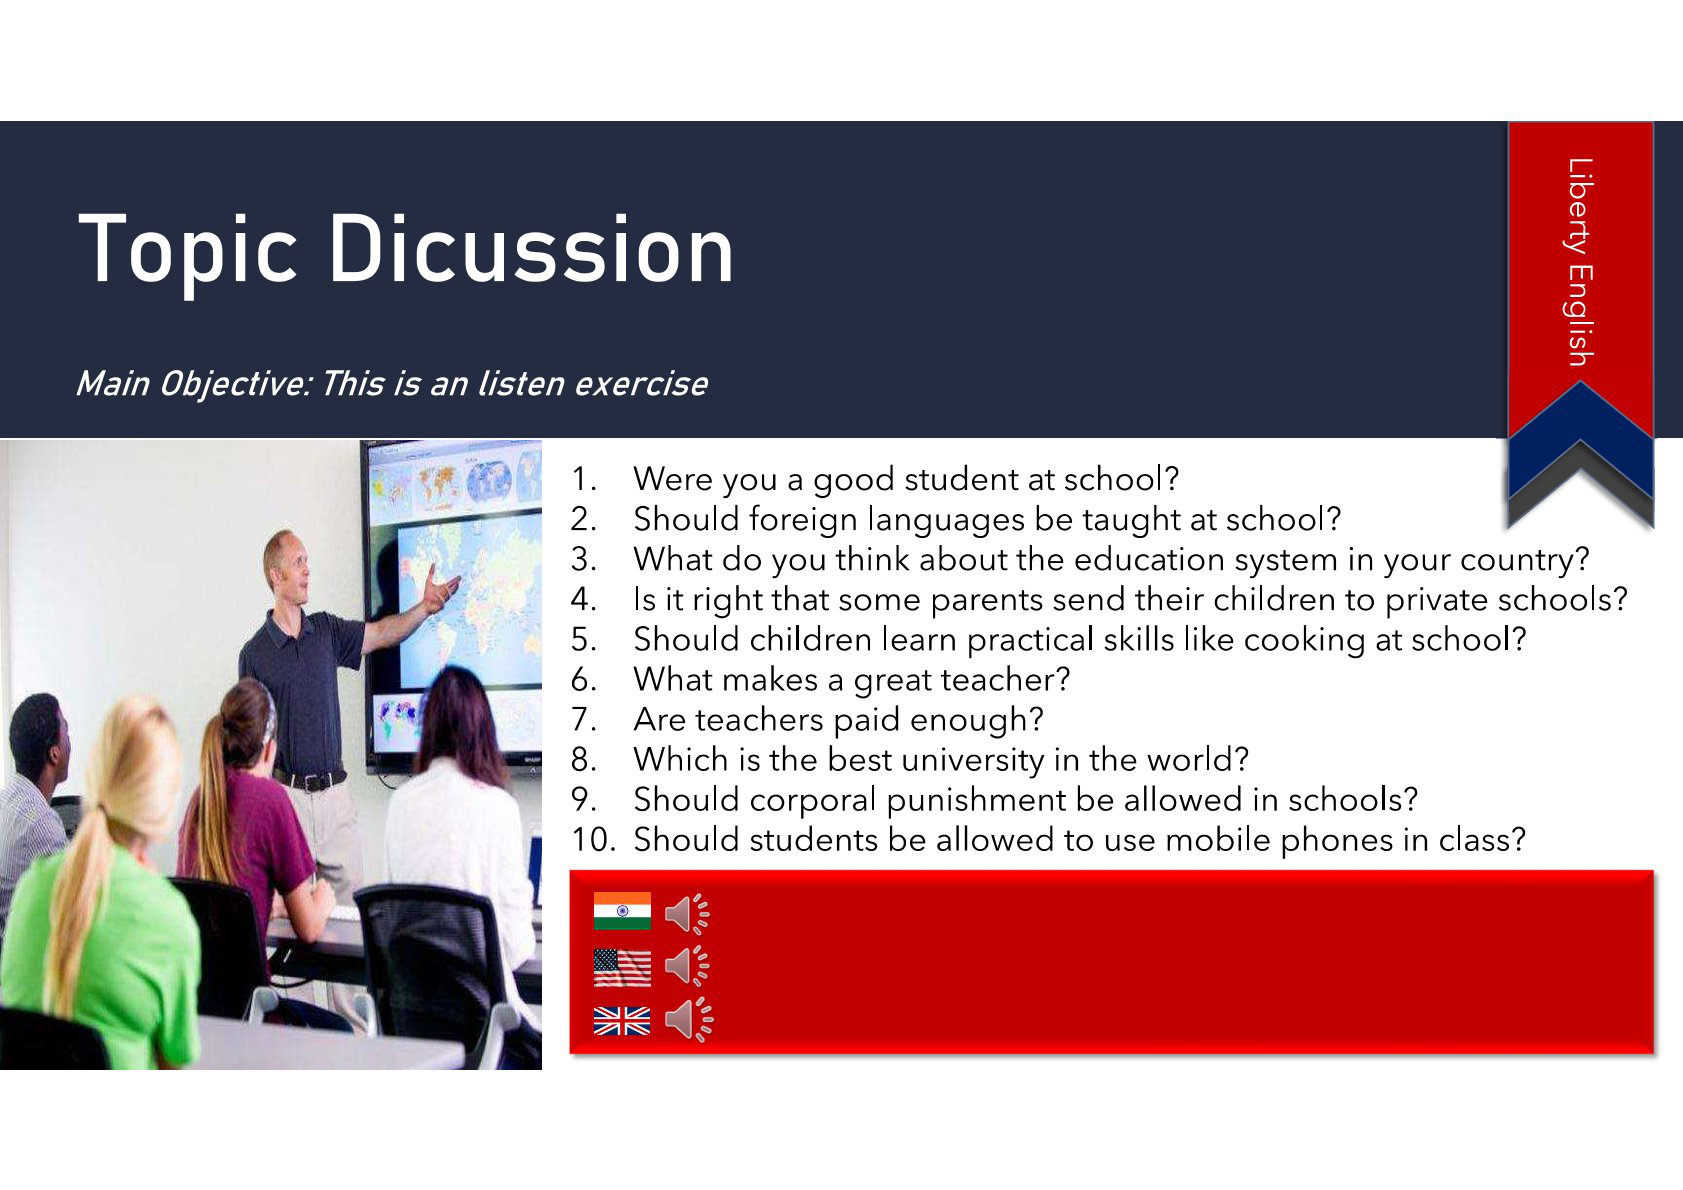 Topic Dicussion
Main Objective: This is an listen exercise
Liberty English
1. Were you a good student at school?
2. Should foreign languages be taught at school?
3. What do you think about the education system in your country?
4. Is it right that some parents send their children to private schools?
5. Should children learn practical skills like cooking at school?
6. What makes a great teacher?
7. Are teachers paid enough?
8. Which is the best university in the world?
9. Should corporal punishment be allowed in schools?
10. Should students be allowed to use mobile phones in class?